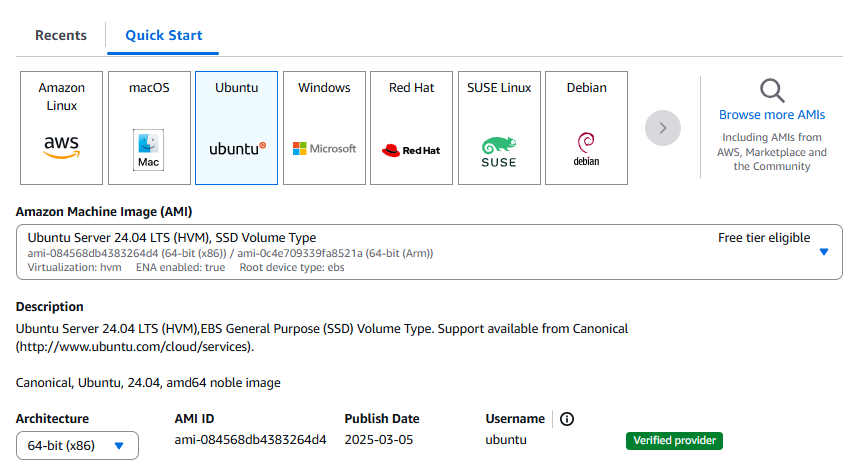 Recents
Quick Start
Amazon
Linux
aws
macOS
Mac
Ubuntu
ubuntu
Windows
Microsoft
Red Hat
Red Hat
SUSE Linux
SUSE
Debian
debian
Browse more AMIs
Including AMIs from
AWS, Marketplace and
the Community
Amazon Machine Image (AMI)
Ubuntu Server 24.04 LTS (HVM), SSD Volume Type
Free tier eligible
ami-084568db4383264d4 (64-bit (x86)) / ami-0c4e709339fa8521a (64-bit (Arm))
Virtualization: hvm ENA enabled: true Root device type: ebs
Description
Ubuntu Server 24.04 LTS (HVM),EBS General Purpose (SSD) Volume Type. Support available from Canonical
(http://www.ubuntu.com/cloud/services).
Canonical, Ubuntu, 24.04, amd64 noble image
Architecture
64-bit (x86)
AMI ID
ami-084568db4383264d4
Publish Date
2025-03-05
Username
ubuntu
Verified provider